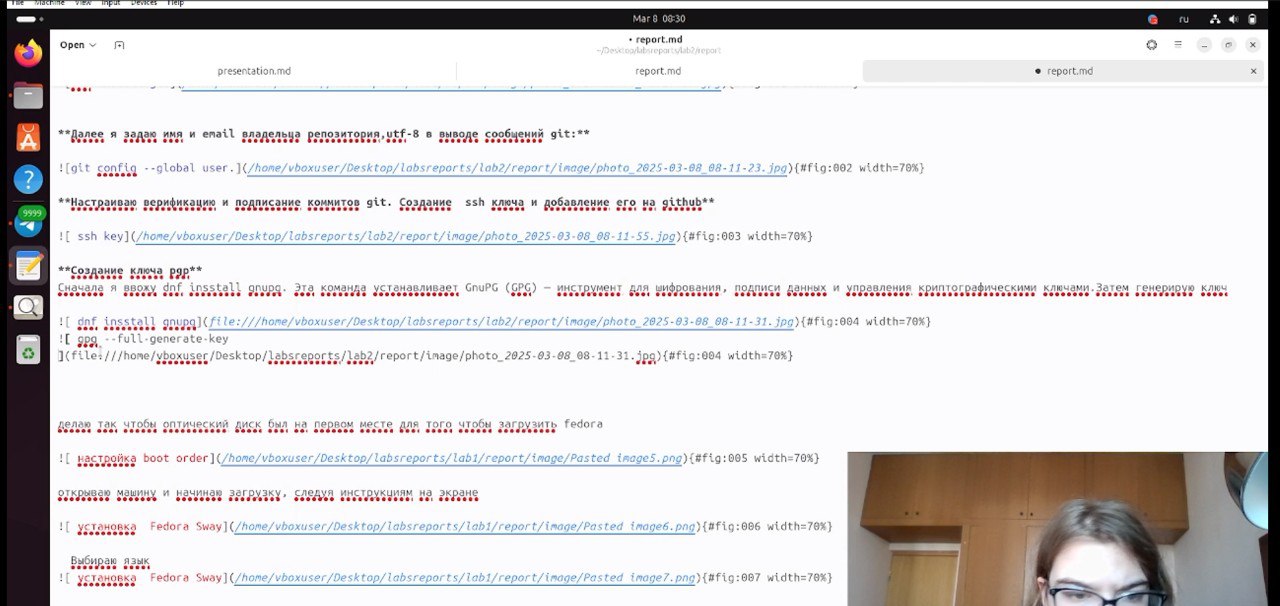 File Machine View Input Devices Help
Mar 8 08:30
ru
Open
• report.md
~/Desktop/labsreports/lab2/report
presentation.md
report.md
● report.md
**Далее я задаю имя и email владельца репозитория,utf-8 в выводе сообщений git:**
![git config --global user.](/home/vboxuser/Desktop/labsreports/lab2/report/image/photo_2025-03-08_08-11-23.jpg){#fig:002 width=70%}
**Настраиваю верификацию и подписание коммитов git. Создание  ssh ключа и добавление его на github**
![ ssh key](/home/vboxuser/Desktop/labsreports/lab2/report/image/photo_2025-03-08_08-11-55.jpg){#fig:003 width=70%}
**Создание ключа pgp**
Сначала я ввожу dnf insstall gnupg. Эта команда устанавливает GnuPG (GPG) — инструмент для шифрования, подписи данных и управления криптографическими ключами.Затем генерирую ключ
![ dnf insstall gnupg](file:///home/vboxuser/Desktop/labsreports/lab2/report/image/photo_2025-03-08_08-11-31.jpg){#fig:004 width=70%}
![ gpg --full-generate-key
](file:///home/vboxuser/Desktop/labsreports/lab2/report/image/photo_2025-03-08_08-11-31.jpg){#fig:004 width=70%}
9999
делаю так чтобы оптический диск был на первом месте для того чтобы загрузить fedora
![ настройка boot order](/home/vboxuser/Desktop/labsreports/lab1/report/image/Pasted image5.png){#fig:005 width=70%}
открываю машину и начинаю загрузку, следуя инструкциям на экране
![ установка  Fedora Sway](/home/vboxuser/Desktop/labsreports/lab1/report/image/Pasted image6.png){#fig:006 width=70%}
Выбираю язык
![ установка  Fedora Sway](/home/vboxuser/Desktop/labsreports/lab1/report/image/Pasted image7.png){#fig:007 width=70%}